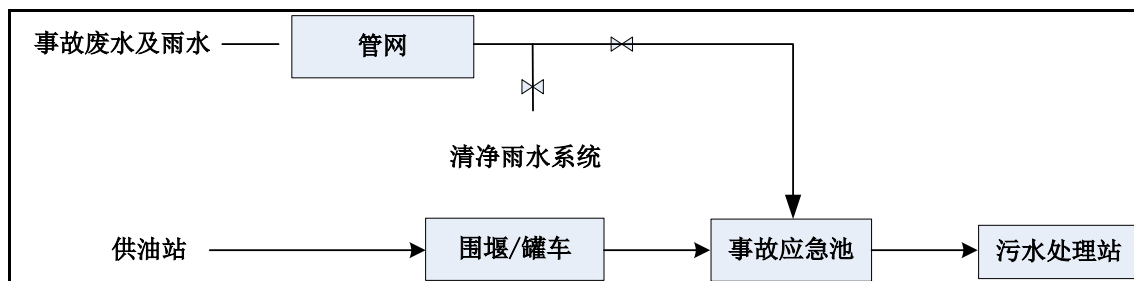 事故废水及雨水
管网
清净雨水系统
供油站
围堰/罐车
事故应急池
污水处理站